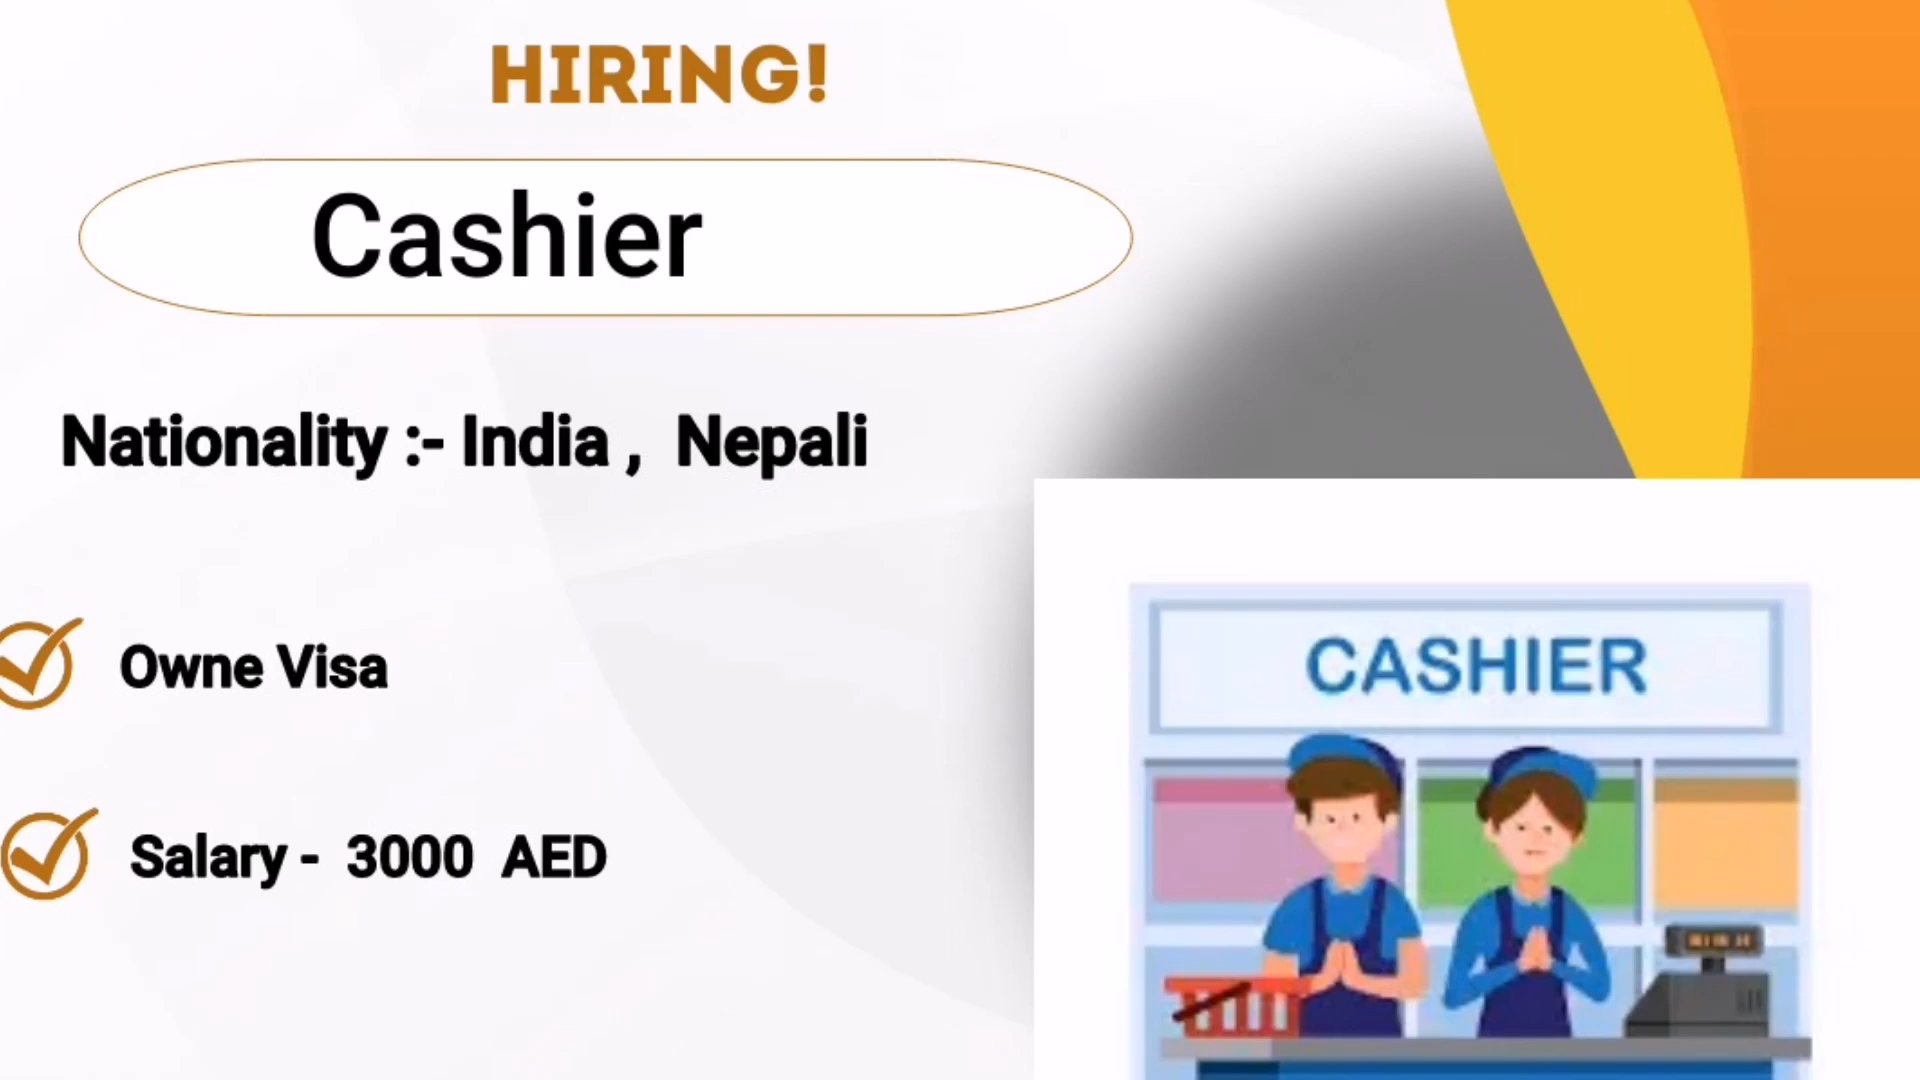 HIRING!
Cashier
Nationality :- India , Nepali
Owne Visa
Salary - 3000 AED
CASHIER